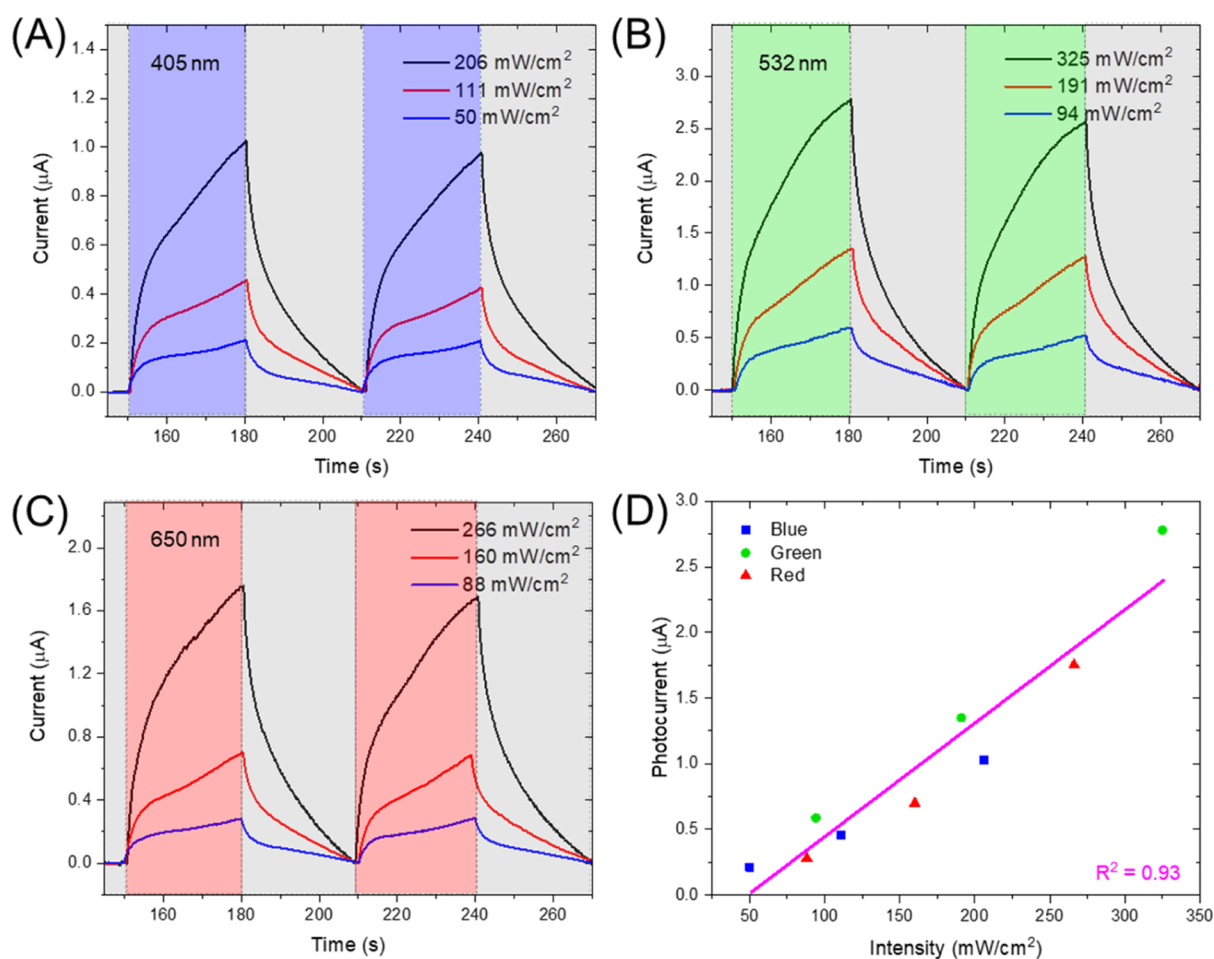 (A)
405 nm
206 mW/cm²
111 mW/cm²
50 mW/cm²
1.4
1.2
1.0
0.8
0.6
0.4
0.2
0.0
Current (μA)
160 180 200 220 240 260
Time (s)
(B)
532 nm
325 mW/cm²
191 mW/cm²
94 mW/cm²
3.0
2.5
2.0
1.5
1.0
0.5
0.0
Current (μA)
160 180 200 220 240 260
Time (s)
(C)
650 nm
266 mW/cm²
160 mW/cm²
88 mW/cm²
2.0
1.6
1.2
0.8
0.4
0.0
Current (μA)
160 180 200 220 240 260
Time (s)
(D)
Blue
Green
Red
3.0
2.5
2.0
1.5
1.0
0.5
0.0
Photocurrent (μA)
R² = 0.93
50 100 150 200 250 300 350
Intensity (mW/cm²)